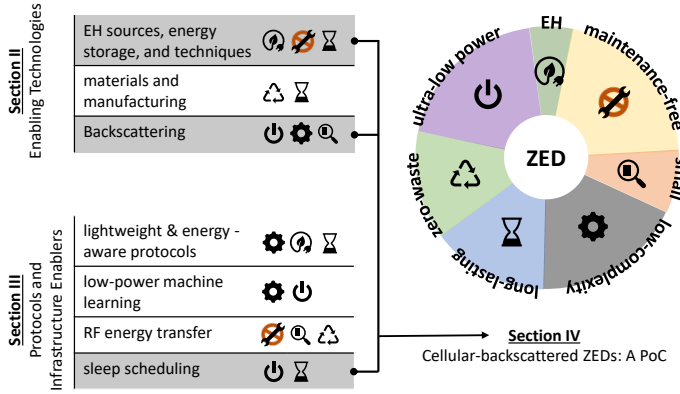 Section II
Enabling Technologies
EH sources, energy
storage, and techniques
materials and
manufacturing
Backscattering
Section III
Protocols and
Infrastructure Enablers
lightweight & energy -
aware protocols
low-power machine
learning
RF energy transfer
sleep scheduling
EH
maintenance-free
small
low-complexity
long-lasting
zero-waste
ultra-low power
ZED
Section IV
Cellular-backscattered ZEDs: A PoC